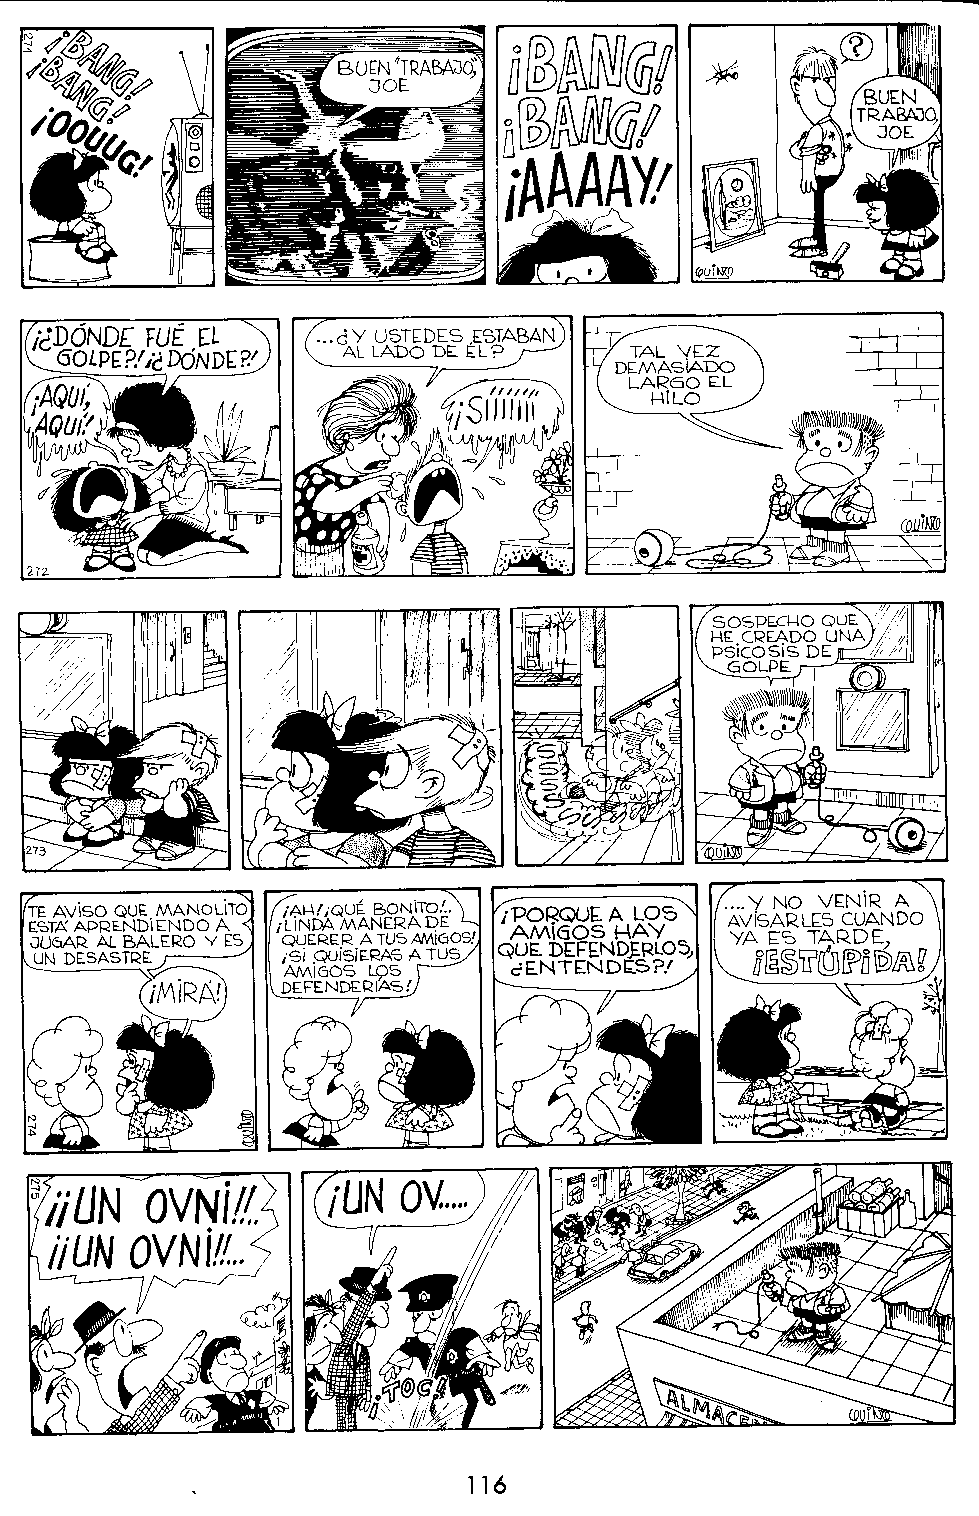 271
¡BANG!
¡BANG!
¡OOUUG!
BUEN "TRABAJO",
JOE
¡BANG!
¡BANG!
¡AAAAY!
?
BUEN
TRABAJO,
JOE
QUINO
¡¿DÓNDE FUÉ EL
GOLPE?! ¡¿DÓNDE?!
¡AQUÍ,
AQUÍ!
272
...¿Y USTEDES ESTABAN
AL LADO DE ÉL?
¡SÍÍÍÍÍÍ
TAL VEZ
DEMASIADO
LARGO EL
HILO
QUINO
273
SOSPECHO QUE
HE CREADO UNA
PSICOSIS DE
GOLPE
QUINO
TE AVISO QUE MANOLITO
ESTÁ APRENDIENDO A
JUGAR AL BALERO Y ES
UN DESASTRE
¡MIRÁ!
274
QUINO
¡AH! ¡QUÉ BONITO!..
¡LINDA MANERA DE
QUERER A TUS AMIGOS!
¡SI QUISIERAS A TUS
AMIGOS LOS
DEFENDERÍAS!
¡PORQUE A LOS
AMIGOS HAY
QUE DEFENDERLOS,
¿ENTENDÉS?!
....Y NO VENIR A
AVISARLES CUANDO
YA ES TARDE,
¡ESTÚPIDA!
275
¡¡UN OVNI!!..
¡¡UN OVNI!!...
¡UN OV.....
¡TOC!
ALMACEN
QUINO
116